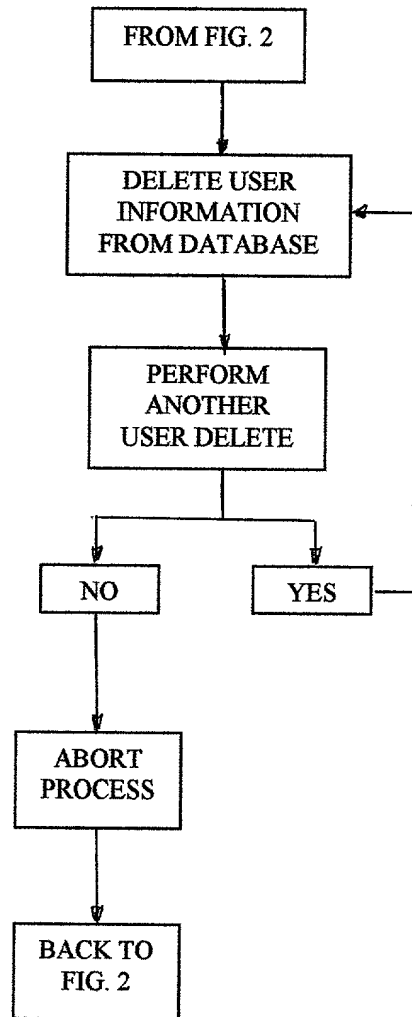 FROM FIG. 2
DELETE USER
INFORMATION
FROM DATABASE
PERFORM
ANOTHER
USER DELETE
NO
YES
ABORT
PROCESS
BACK TO
FIG. 2